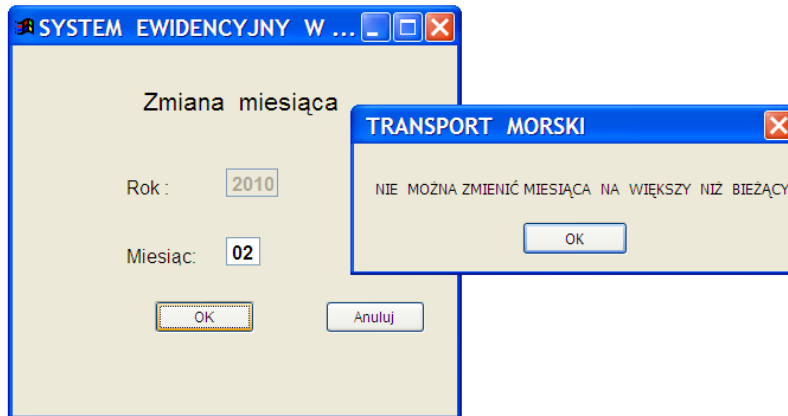 SYSTEM EWIDENCYJNY W ...
Zmiana miesiąca
Rok : 2010
Miesiąc: 02
OK Anuluj
TRANSPORT MORSKI
NIE MOŻNA ZMIENIĆ MIESIĄCA NA WIĘKSZY NIŻ BIEŻĄCY
OK